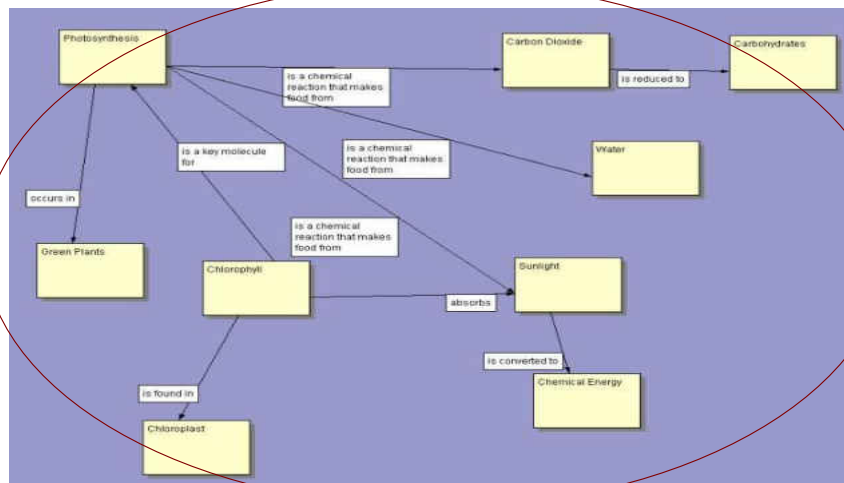 Photosynthesis
Carbon Dioxide
Carbohydrates
is a chemical
reaction that makes
food from
is reduced to
is a key molecule
for
is a chemical
reaction that makes
food from
Water
occurs in
is a chemical
reaction that makes
food from
Green Plants
Chlorophyll
Sunlight
absorbs
is converted to
Chemical Energy
is found in
Chloroplast